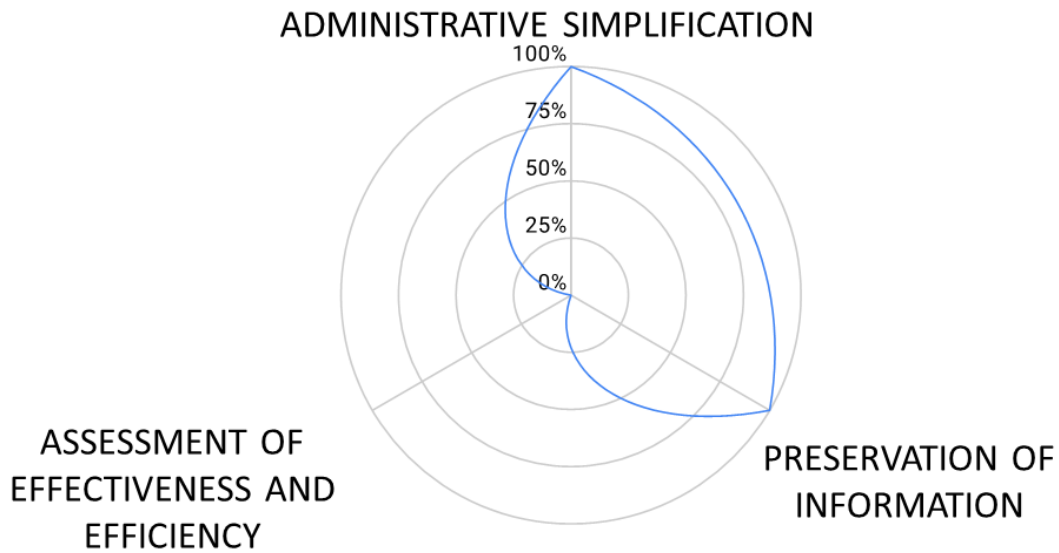 ADMINISTRATIVE SIMPLIFICATION
100%
75%
50%
25%
0%
ASSESSMENT OF
EFFECTIVENESS AND
EFFICIENCY
PRESERVATION OF
INFORMATION